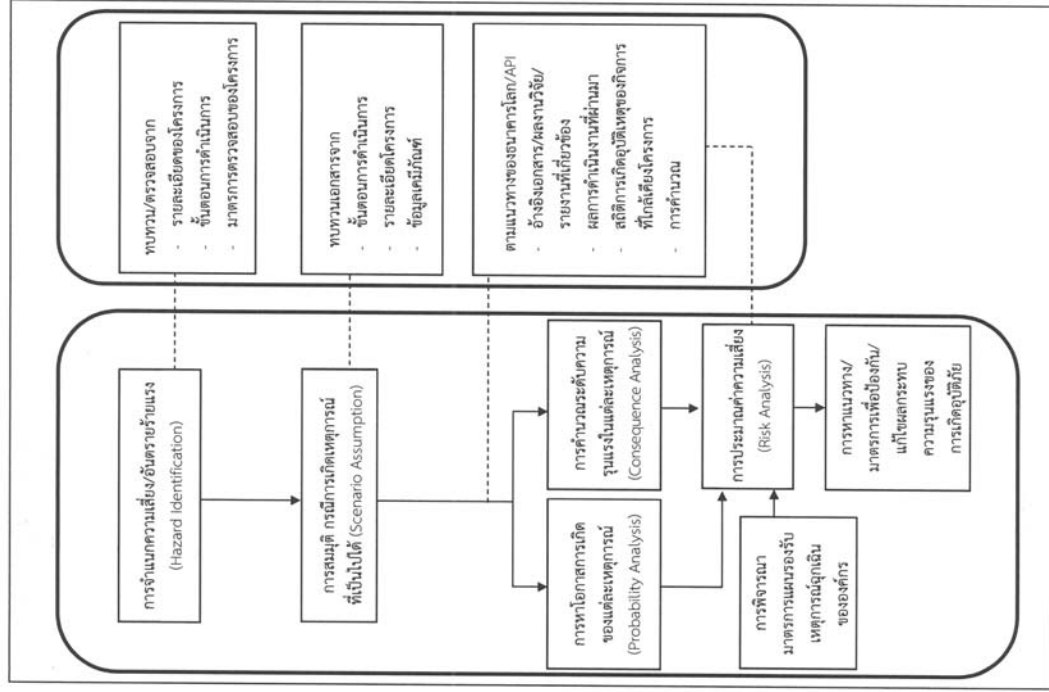 การจำแนกความเสี่ยง/อันตรายร้ายแรง
(Hazard Identification)
ทบทวน/ตรวจสอบจาก
- รายละเอียดของโครงการ
- ขั้นตอนการดำเนินการ
- มาตรการตรวจสอบของโครงการ
การสมมุติ กรณีการเกิดเหตุการณ์
ที่เป็นไปได้ (Scenario Assumption)
ทบทวนเอกสารจาก
- ขั้นตอนการดำเนินการ
- รายละเอียดโครงการ
- ข้อมูลเคมีภัณฑ์
การหาโอกาสการเกิด
ของแต่ละเหตุการณ์
(Probability Analysis)
การคำนวณระดับความ
รุนแรงในแต่ละเหตุการณ์
(Consequence Analysis)
ตามแนวทางของธนาคารโลก/API
- อ้างอิงเอกสาร/ผลงานวิจัย/
รายงานที่เกี่ยวข้อง
- ผลการดำเนินงานที่ผ่านมา
- สถิติการเกิดอุบัติเหตุของกิจการ
ที่ใกล้เคียงโครงการ
- การคำนวณ
การพิจารณา
มาตรการแผนรองรับ
เหตุการณ์ฉุกเฉิน
ขององค์กร
การประมาณค่าความเสี่ยง
(Risk Analysis)
การหาแนวทาง/
มาตรการเพื่อป้องกัน/
แก้ไขผลกระทบ
ความรุนแรงของ
การเกิดอุบัติภัย